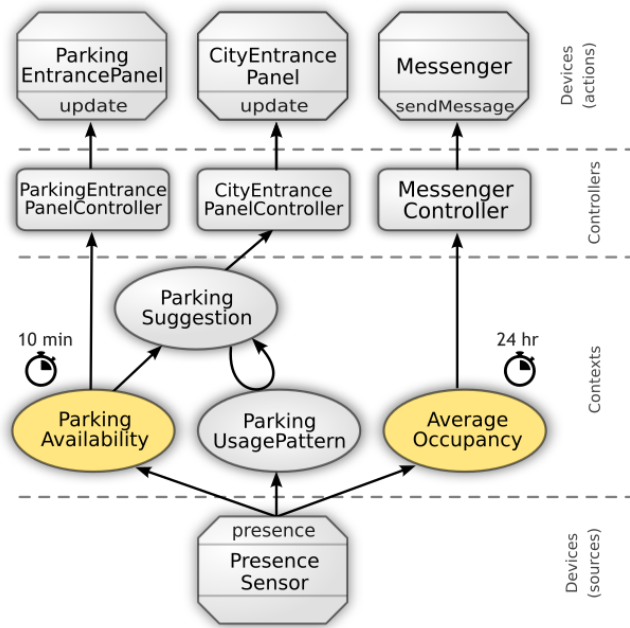 Parking
EntrancePanel
update
CityEntrance
Panel
update
Messenger
sendMessage
Devices
(actions)
ParkingEntrance
PanelController
CityEntrance
PanelController
Messenger
Controller
Controllers
Parking
Suggestion
10 min
24 hr
Parking
Availability
Parking
UsagePattern
Average
Occupancy
Contexts
presence
Presence
Sensor
Devices
(sources)